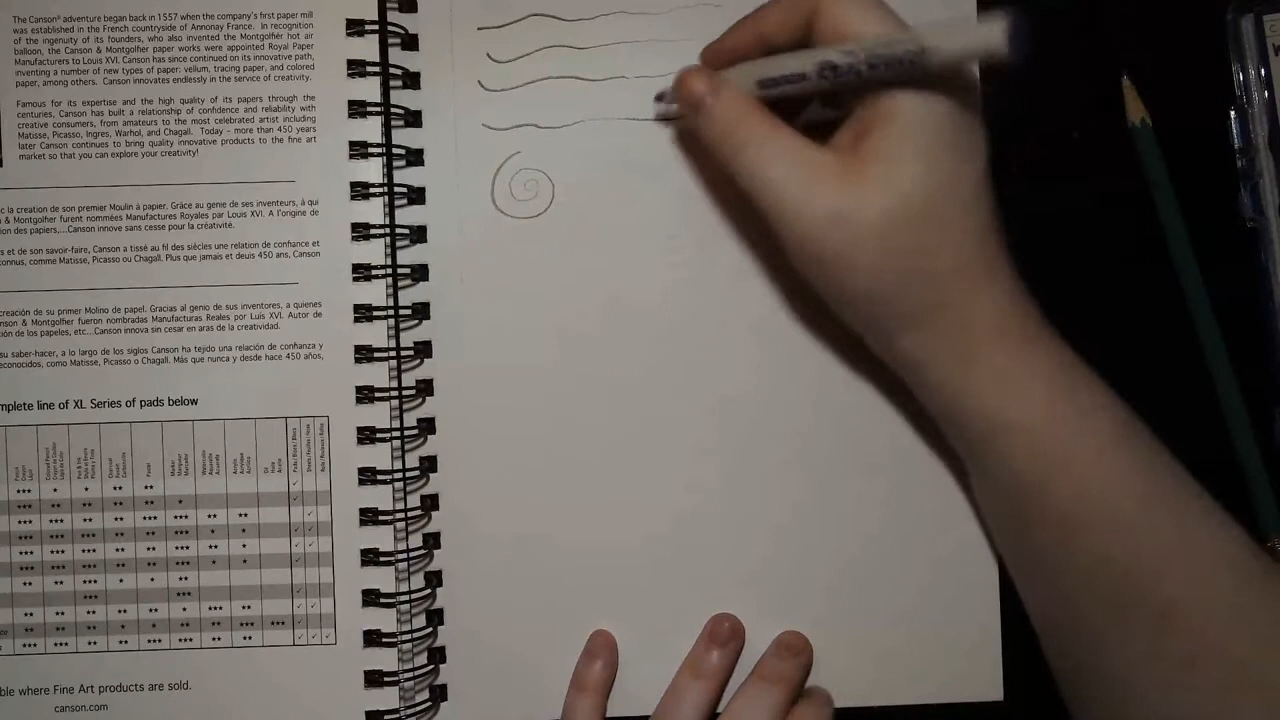 The Canson® adventure began back in 1557 when the company's first paper mill
was established in the French countryside of Annonay France. In recognition
of the ingenuity of its founders, who also invented the Montgolfier hot air
balloon, the Canson & Montgolfier paper works were appointed Royal Paper
Manufacturers to Louis XVI. Canson has since continued on its innovative path,
inventing a number of new types of paper: vellum, tracing paper, and colored
paper, among others. Canson innovates endlessly in the service of creativity.
Famous for its expertise and the high quality of its papers through the
centuries, Canson has built a relationship of confidence and reliability with
creative consumers, from amateurs to the most celebrated artist including
Matisse, Picasso, Ingres, Warhol, and Chagall. Today – more than 450 years
later Canson continues to bring quality innovative products to the fine art
market so that you can explore your creativity!
c la creation de son premier Moulin à papier. Grâce au genie de ses inventeurs, à qui
& Montgolfier furent nommées Manufactures Royales par Louis XVI. A l'origine de
ion des papiers,...Canson innove sans cesse pour la créativité.
s et de son savoir-faire, Canson a tissé au fil des siècles une relation de confiance et
connus, comme Matisse, Picasso ou Chagall. Plus que jamais et deuis 450 ans, Canson
creación de su primer Molino de papel. Gracias al genio de sus inventores, a quienes
nson & Montgolfier fueron nombradas Manufacturas Reales por Luis XVI. Autor de
ción de los papeles, etc...Canson innova sin cesar en aras de la creatividad.
su saber-hacer, a lo largo de los siglos Canson ha tejido una relación de confianza y
econocidos, como Matisse, Picasso o Chagall. Más que nunca y desde hace 450 años,
mplete line of XL Series of pads below
ble where Fine Art products are sold.
canson.com